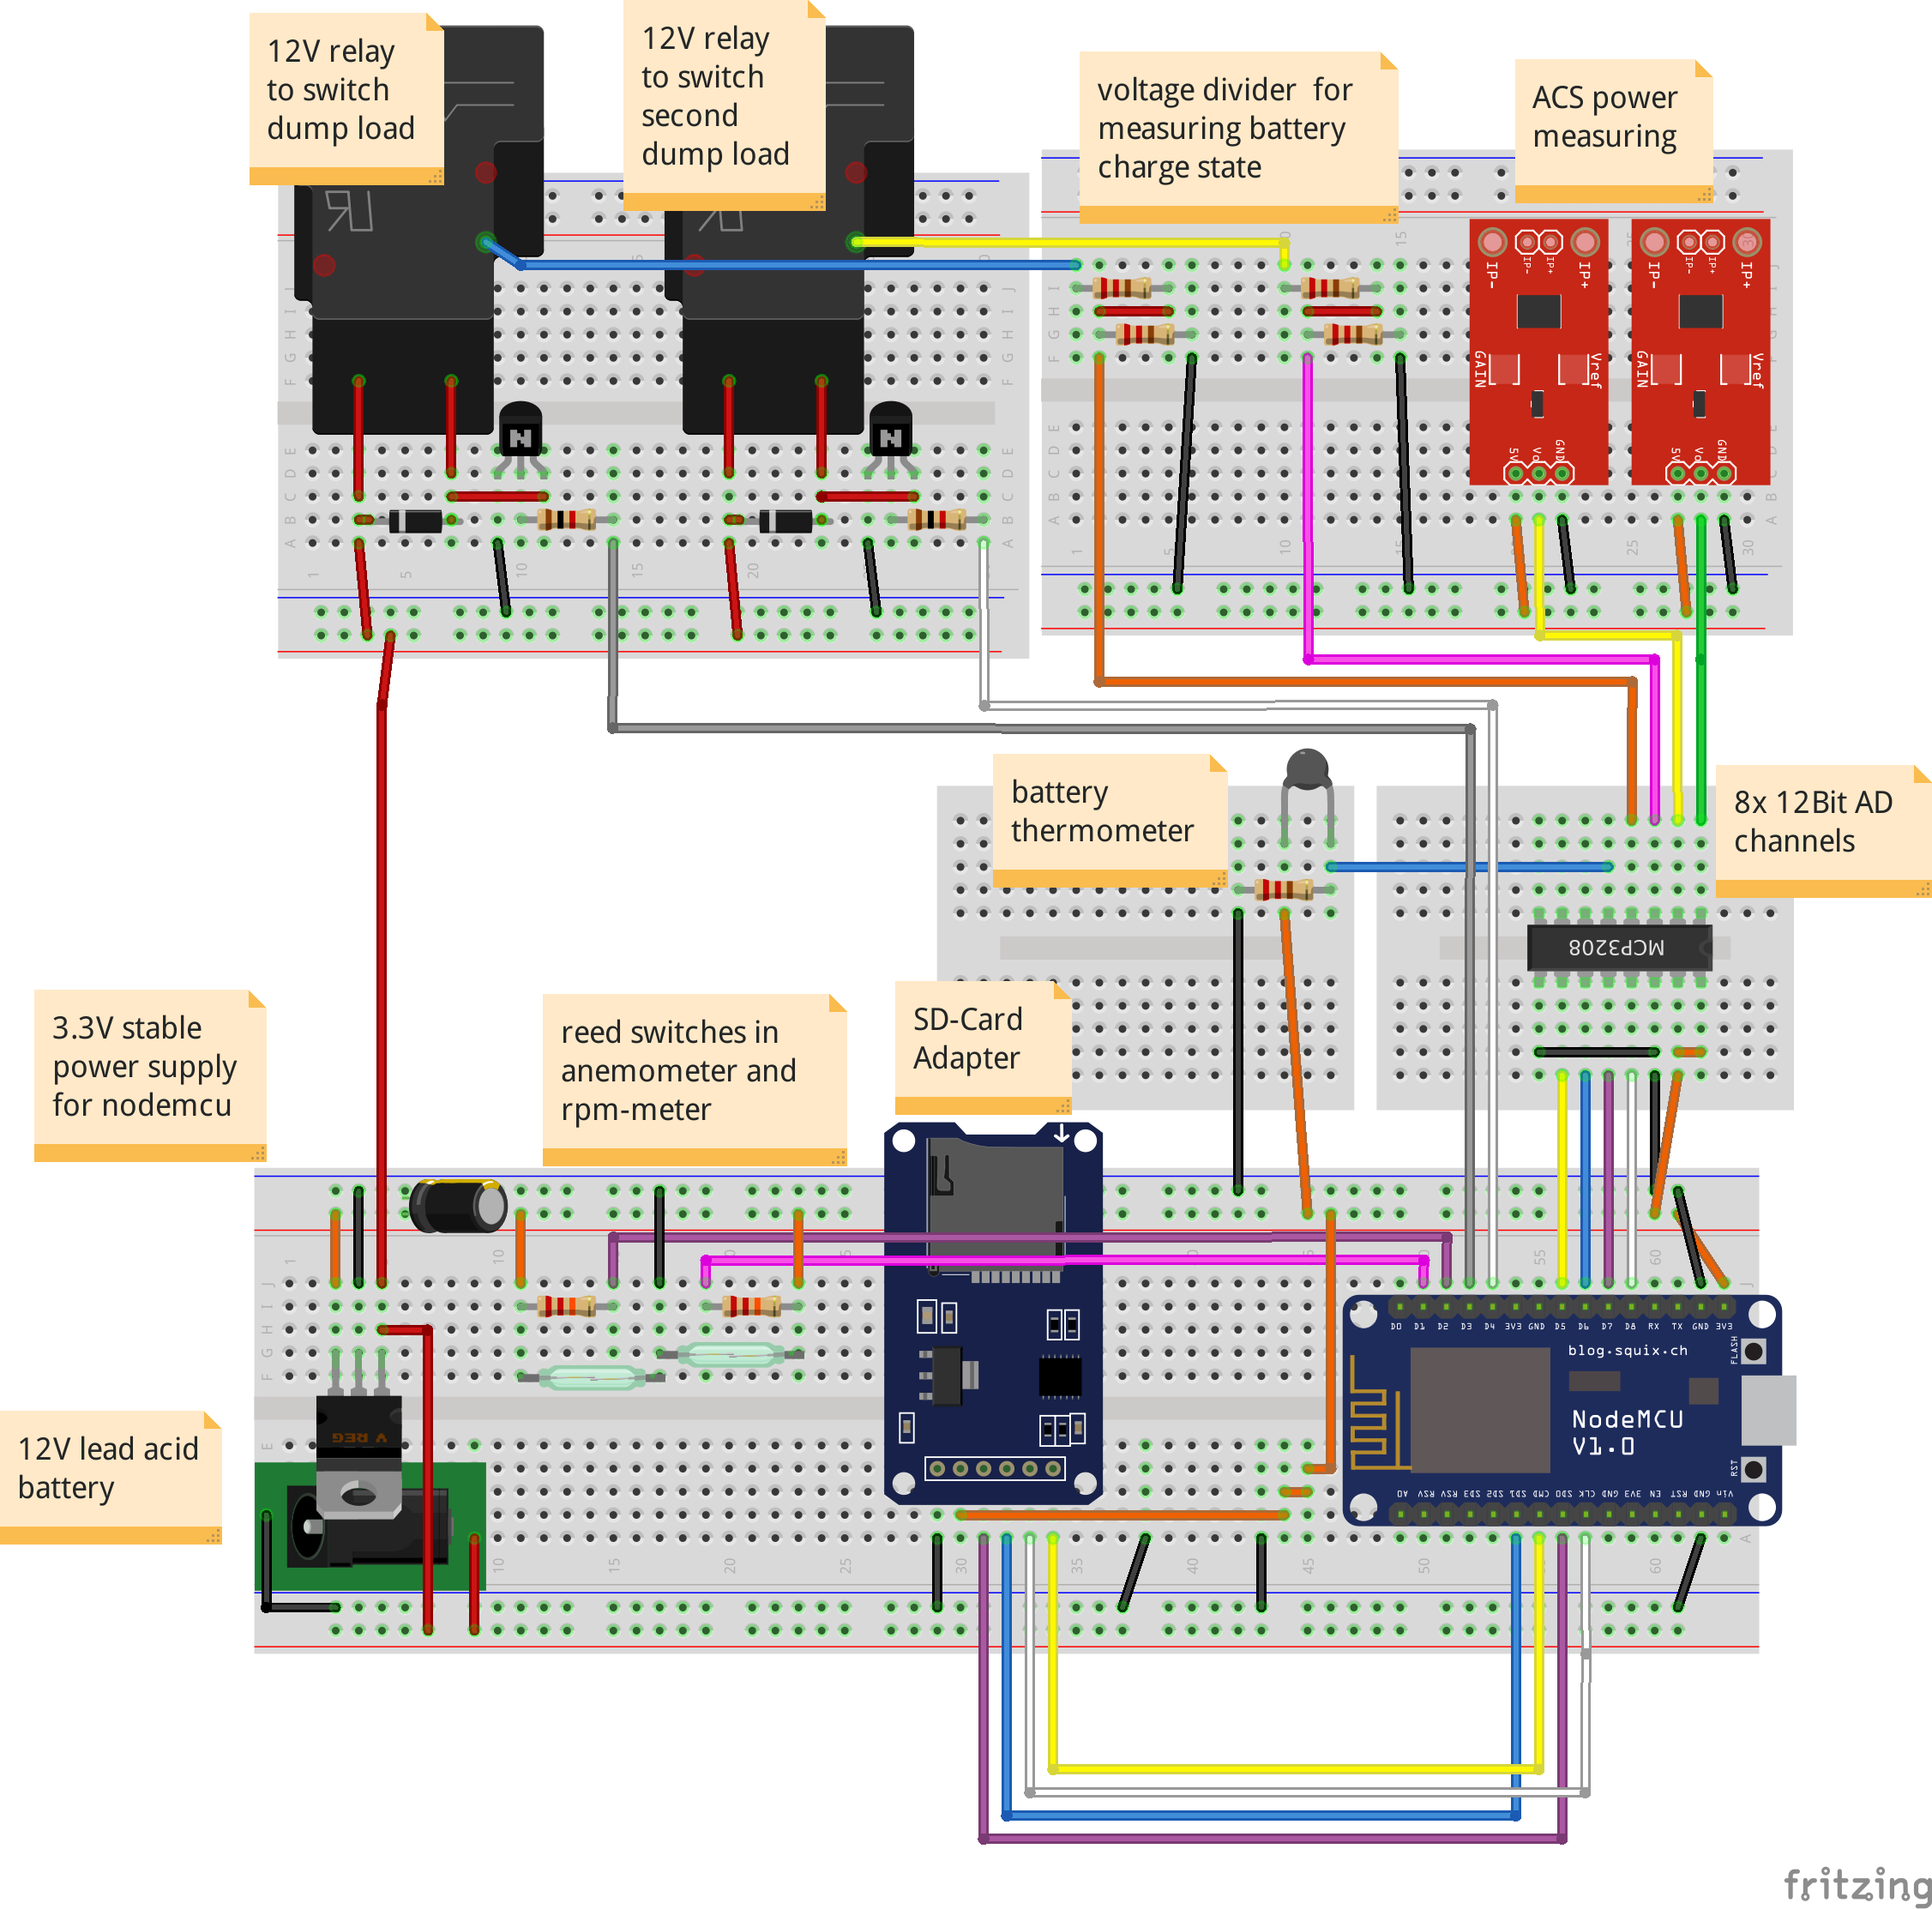 12V relay
to switch
dump load
12V relay
to switch
second
dump load
voltage divider for
measuring battery
charge state
ACS power
measuring
IP- IP- IP+ IP+
IP- IP- IP+ IP+
GAIN Vref
GAIN Vref
5V Vo GND
5V Vo GND
battery
thermometer
8x 12Bit AD
channels
MCP3208
3.3V stable
power supply
for nodemcu
reed switches in
anemometer and
rpm-meter
SD-Card
Adapter
12V lead acid
battery
V REG
D0 D1 D2 D3 D4 3V3 GND D5 D6 D7 D8 RX TX GND 3V3
blog.squix.ch
FLASH
NodeMCU
V1.0
RST
A0 RSV RSV SD3 SD2 SD1 CMD SD0 CLK GND 3V3 EN RST GND Vin
fritzing